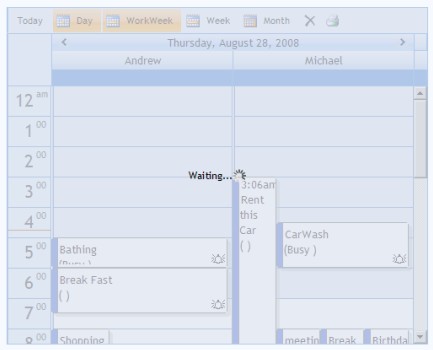 Today Day WorkWeek Week Month
Thursday, August 28, 2008
Andrew Michael
12 am
1 00
2 00
Waiting...
3 00
3:06am
Rent
this
Car
( )
4 00
CarWash
(Busy )
5 00
Bathing
(Busy )
6 00
Break Fast
( )
7 00
8 00
Shopping
meetin
Break
Birthda